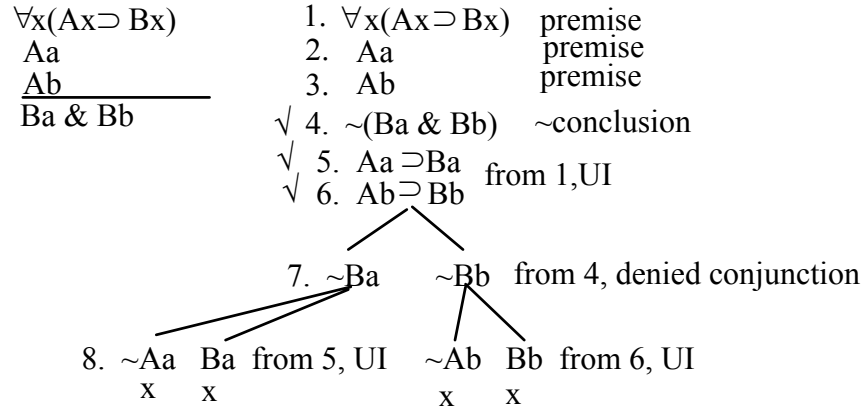 ∀x(Ax⊃ Bx)
Aa
Ab
Ba & Bb
1. ∀x(Ax⊃Bx) premise
2. Aa premise
3. Ab premise
√ 4. ~(Ba & Bb) ~conclusion
√ 5. Aa ⊃Ba
√ 6. Ab⊃ Bb
from 1,UI
7. ~Ba ~Bb from 4, denied conjunction
8. ~Aa Ba from 5, UI ~Ab Bb from 6, UI
x x x x